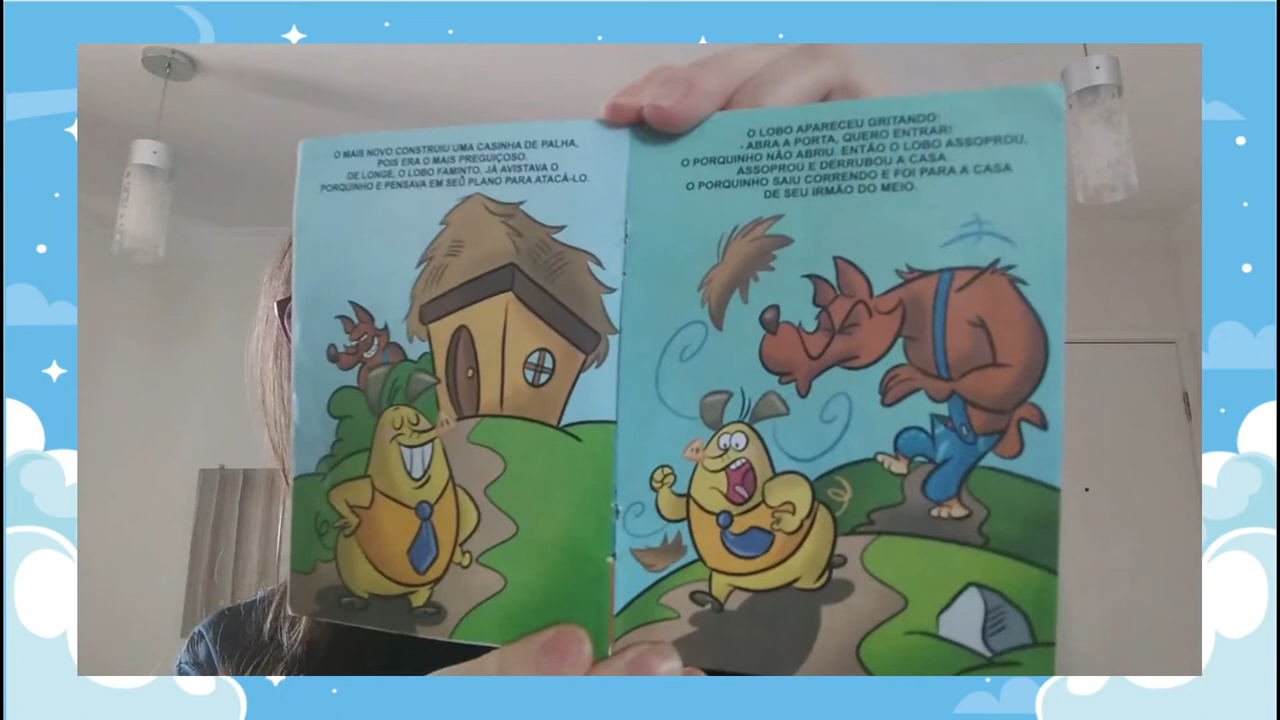 O MAIS NOVO CONSTRUIU UMA CASINHA DE PALHA,
POIS ERA O MAIS PREGUIÇOSO.
DE LONGE, O LOBO FAMINTO, JÁ AVISTAVA O
PORQUINHO E PENSAVA EM SEU PLANO PARA ATACÁ-LO.
O LOBO APARECEU GRITANDO:
- ABRA A PORTA, QUERO ENTRAR!
O PORQUINHO NÃO ABRIU. ENTÃO O LOBO ASSOPROU,
ASSOPROU E DERRUBOU A CASA.
O PORQUINHO SAIU CORRENDO E FOI PARA A CASA
DE SEU IRMÃO DO MEIO.